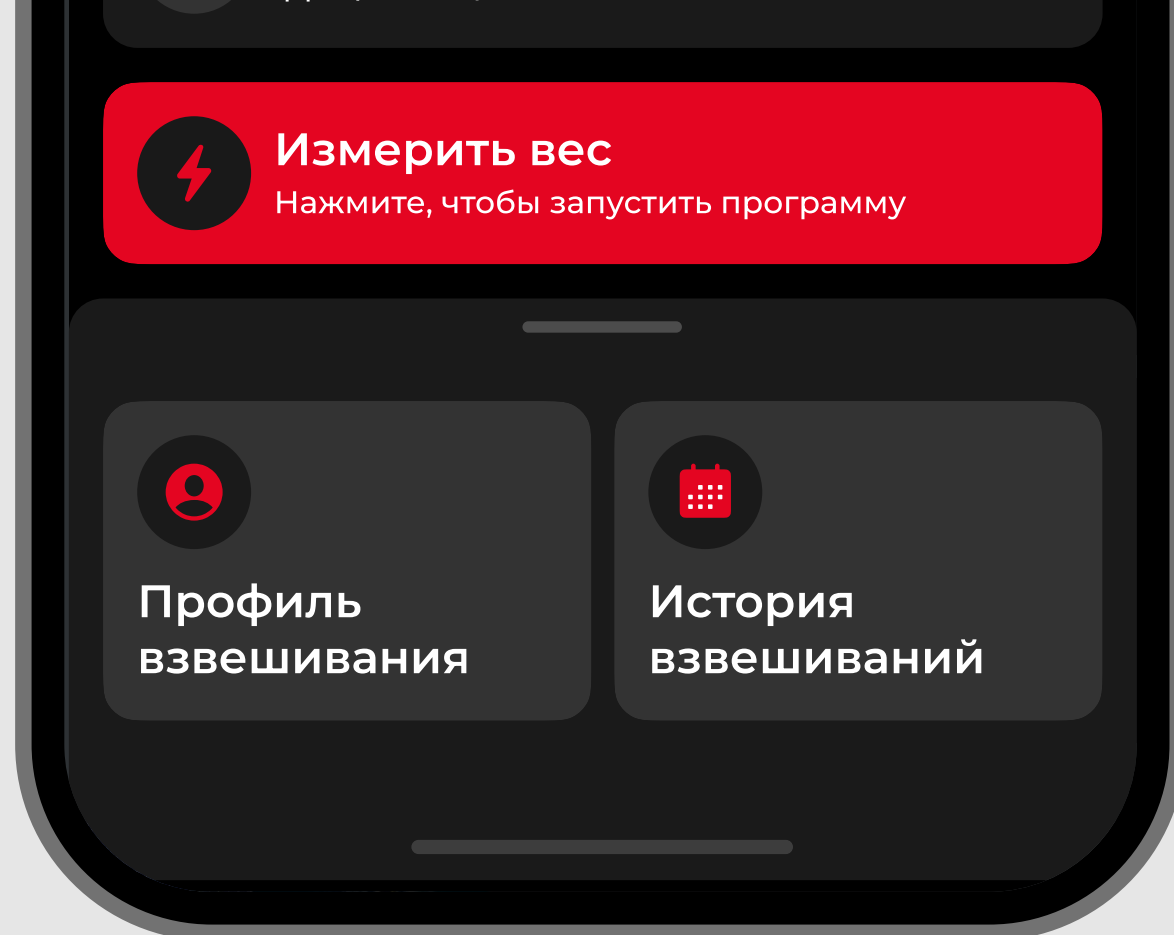 Измерить вес
Нажмите, чтобы запустить программу
Профиль
взвешивания
История
взвешиваний